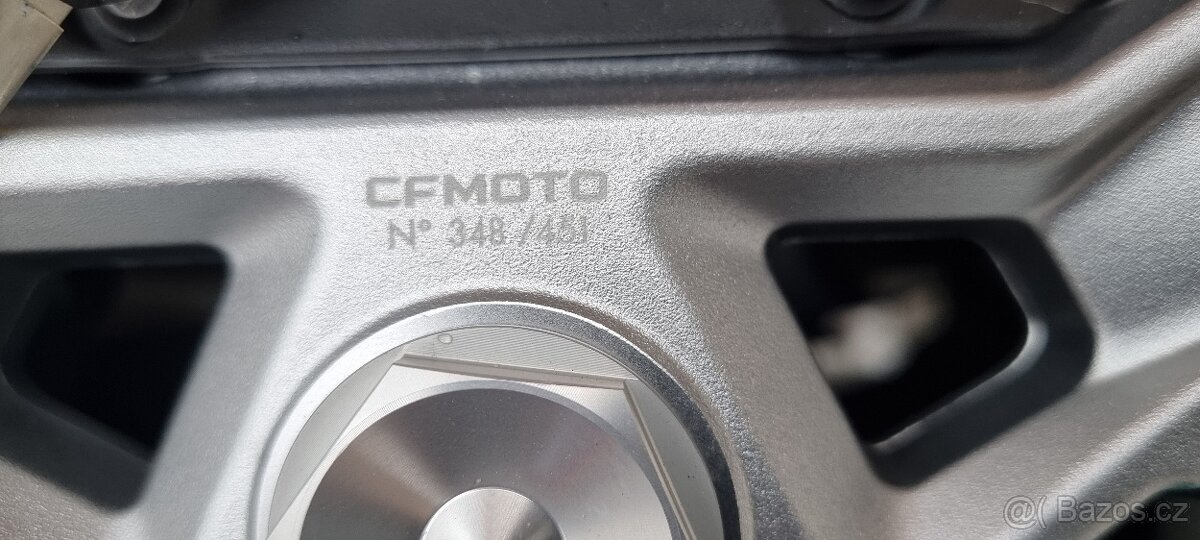 CFMOTO
N° 348/451
@( Bazos.cz